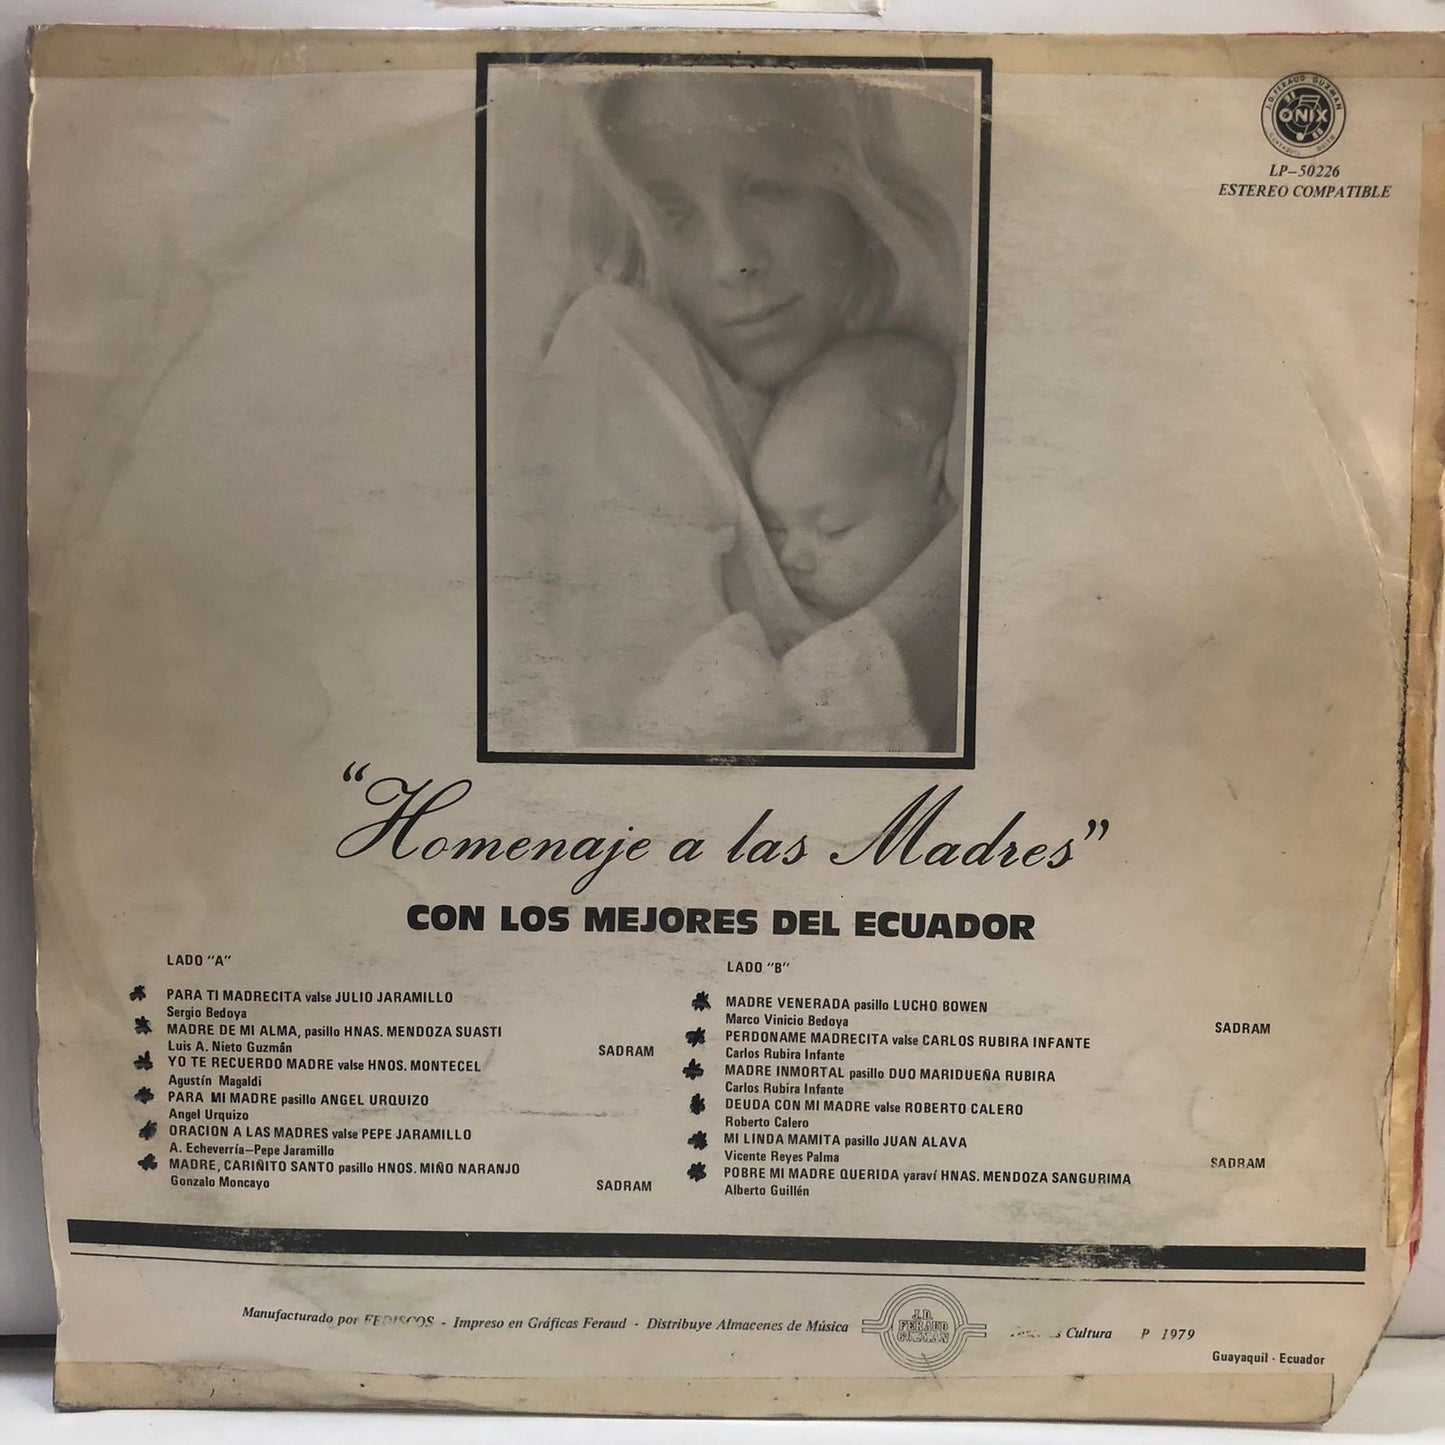 J.D. FERAUD GUZMAN
ONIX
GUAYAQUIL QUITO
LP-50226
ESTEREO COMPATIBLE
"Homenaje a las Madres"
CON LOS MEJORES DEL ECUADOR
LADO "A"
PARA TI MADRECITA valse JULIO JARAMILLO
Sergio Bedoya
MADRE DE MI ALMA, pasillo HNAS. MENDOZA SUASTI
Luis A. Nieto Guzmán SADRAM
YO TE RECUERDO MADRE valse HNOS. MONTECEL
Agustín Magaldi
PARA MI MADRE pasillo ANGEL URQUIZO
Angel Urquizo
ORACION A LAS MADRES valse PEPE JARAMILLO
A. Echeverría-Pepe Jaramillo
MADRE, CARIÑITO SANTO pasillo HNOS. MIÑO NARANJO
Gonzalo Moncayo SADRAM
LADO "B"
MADRE VENERADA pasillo LUCHO BOWEN
Marco Vinicio Bedoya SADRAM
PERDONAME MADRECITA valse CARLOS RUBIRA INFANTE
Carlos Rubira Infante
MADRE INMORTAL pasillo DUO MARIDUEÑA RUBIRA
Carlos Rubira Infante
DEUDA CON MI MADRE valse ROBERTO CALERO
Roberto Calero
MI LINDA MAMITA pasillo JUAN ALAVA
Vicente Reyes Palma SADRAM
POBRE MI MADRE QUERIDA yaraví HNAS. MENDOZA SANGURIMA
Alberto Guillén
Manufacturado por FEDISCOS - Impreso en Gráficas Feraud - Distribuye Almacenes de Música
J.D. FERAUD GUZMAN
Cultura P 1979
Guayaquil - Ecuador